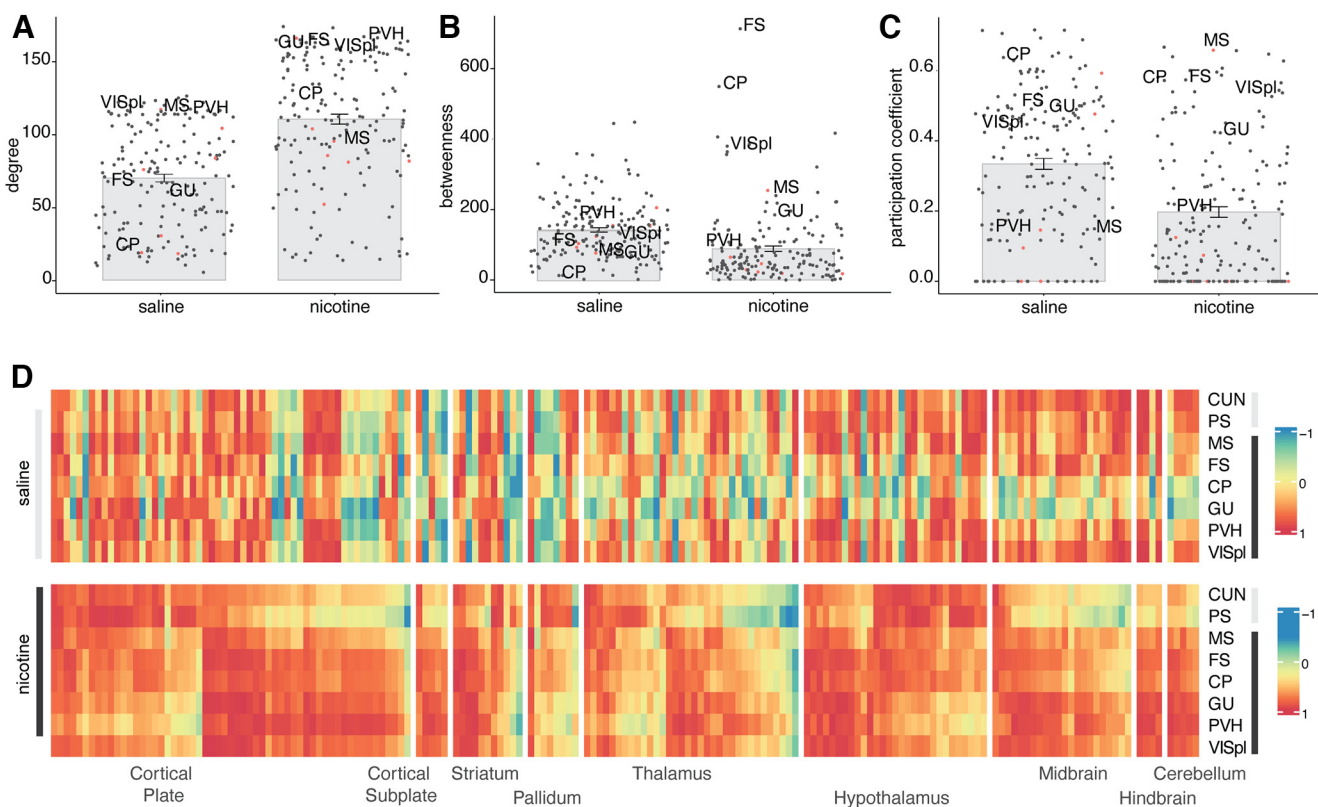 A
degree
150
100
50
0
GU FS VISpl PVH
VISpl MS PVH
CP
MS
FS
GU
CP
saline
nicotine
B
betweenness
600
400
200
0
FS
CP
VISpl
MS
GU
PVH
PVH
FS
VISpl
MS GU
CP
saline
nicotine
C
participation coefficient
0.6
0.4
0.2
0.0
CP
FS GU
VISpl
PVH
MS
MS
CP FS
VISpl
GU
PVH
saline
nicotine
D
saline
CUN
PS
MS
FS
CP
GU
PVH
VISpl
−1
0
1
nicotine
CUN
PS
MS
FS
CP
GU
PVH
VISpl
−1
0
1
Cortical
Plate
Cortical
Subplate
Striatum
Pallidum
Thalamus
Hypothalamus
Midbrain
Hindbrain
Cerebellum